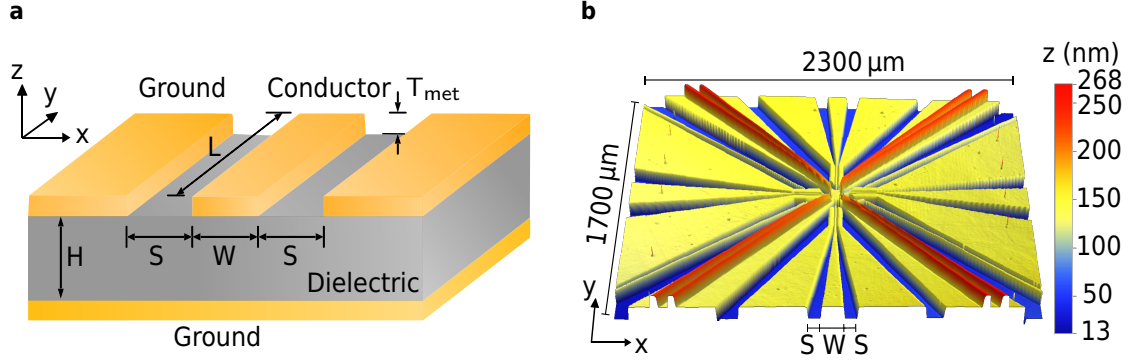 a
z
y
x
Ground
Conductor
T_met
L
H
S
W
S
Dielectric
Ground
b
2300 µm
1700 µm
y
x
S W S
z (nm)
268
250
200
150
100
50
13